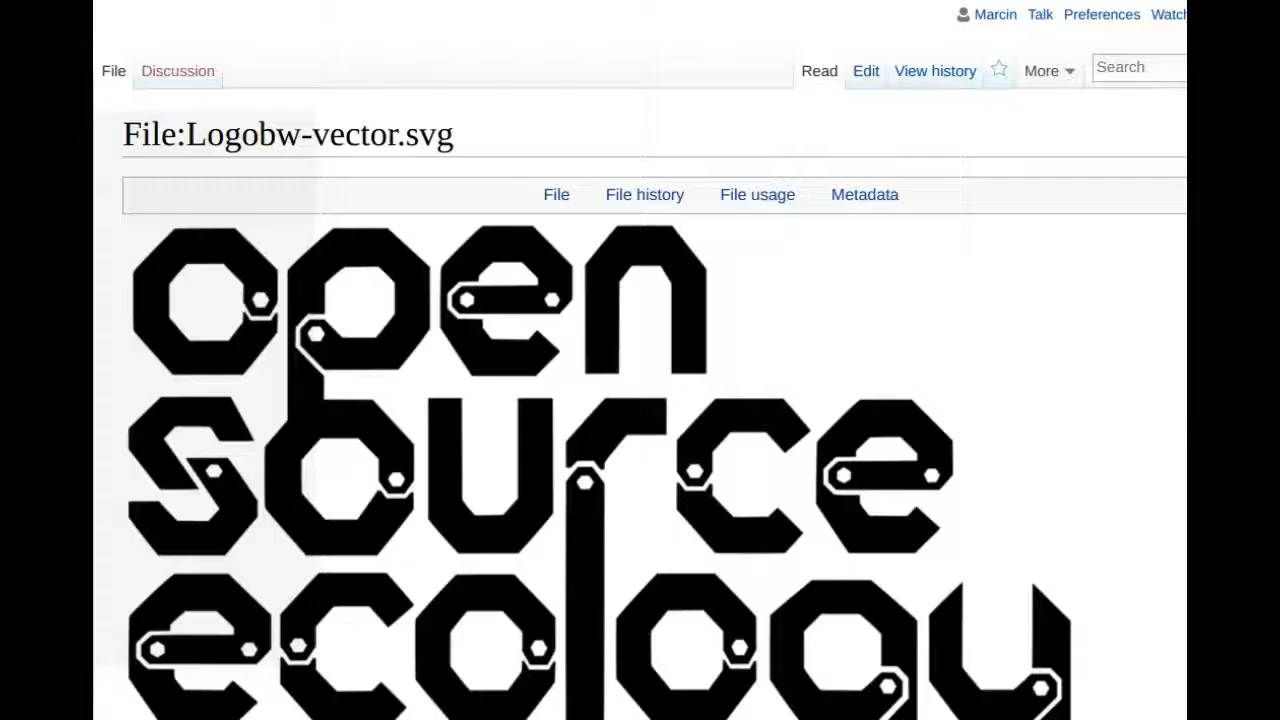 Marcin Talk Preferences Watch
File Discussion Read Edit View history More Search
File:Logobw-vector.svg
File File history File usage Metadata
open
source
ecology